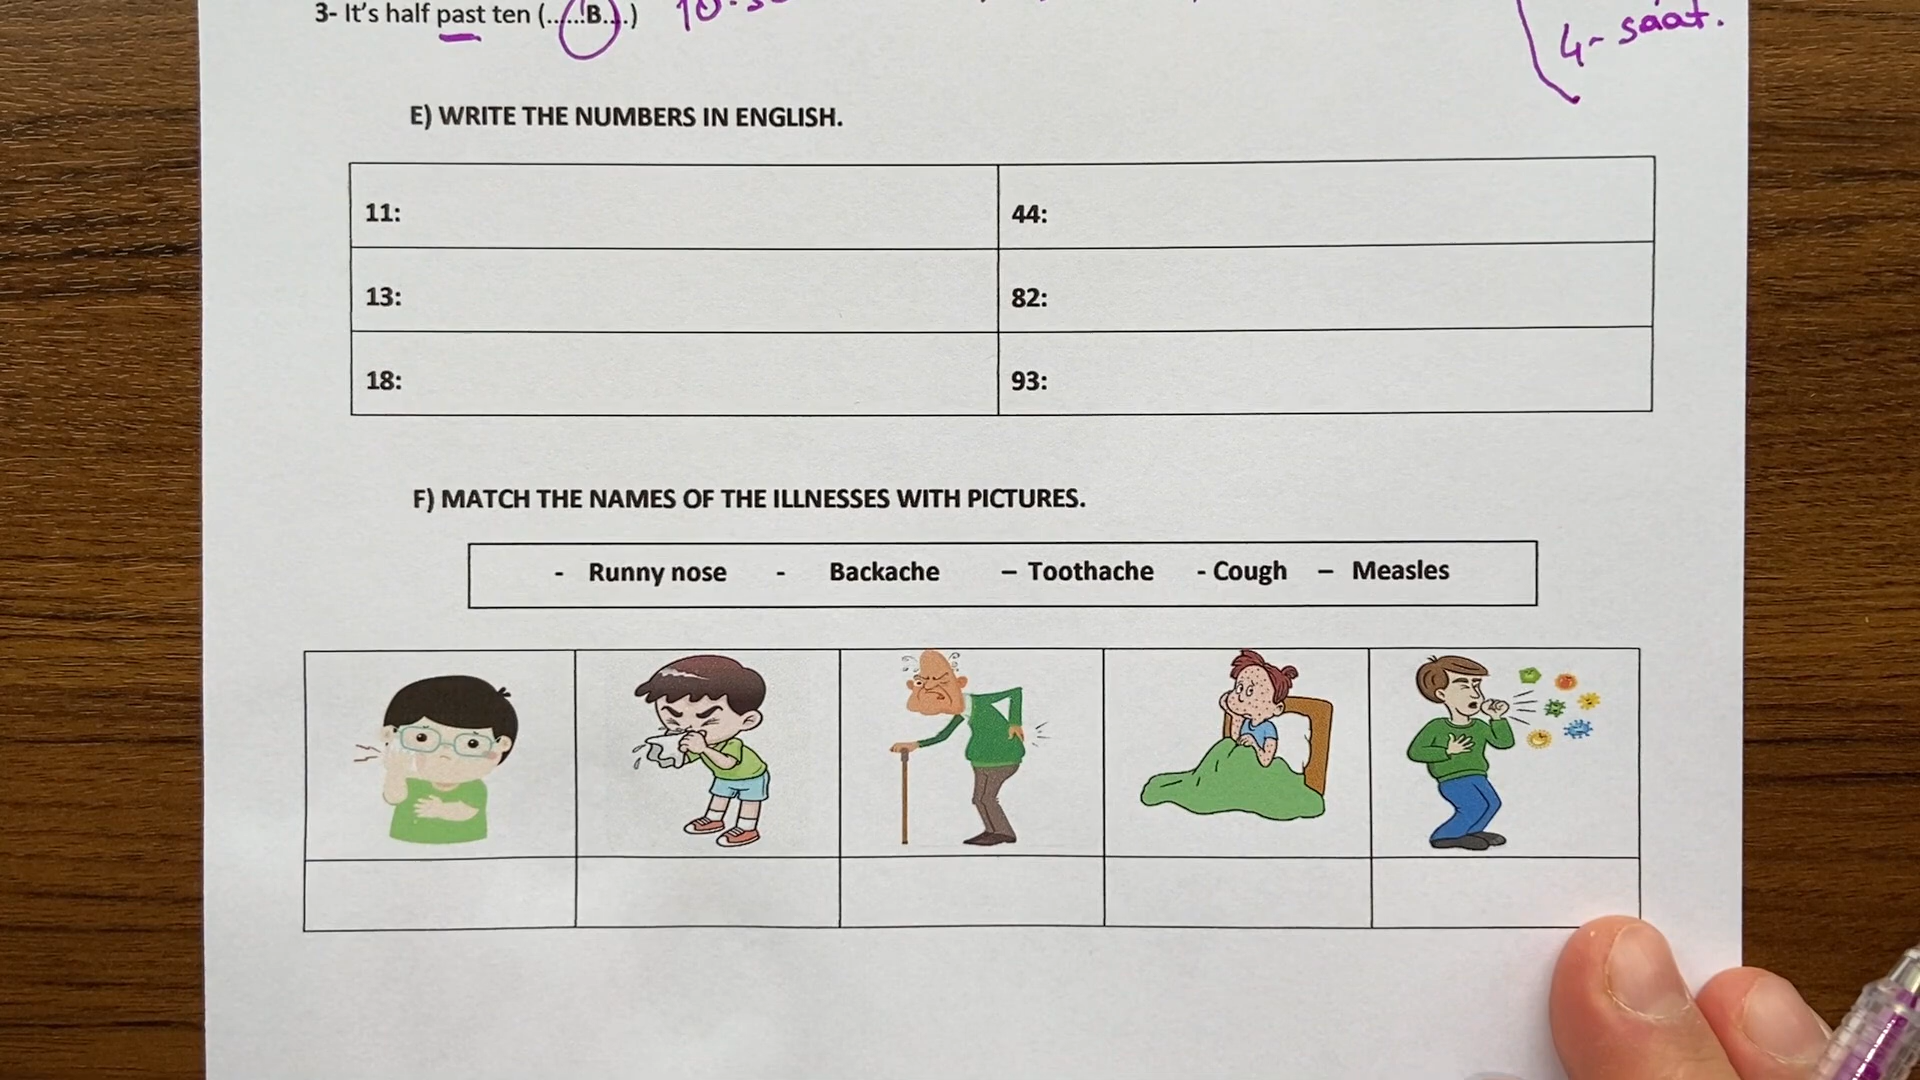 3- It's half past ten (......B....)
4- saat.
E) WRITE THE NUMBERS IN ENGLISH.
11:
44:
13:
82:
18:
93:
F) MATCH THE NAMES OF THE ILLNESSES WITH PICTURES.
- Runny nose - Backache – Toothache - Cough – Measles